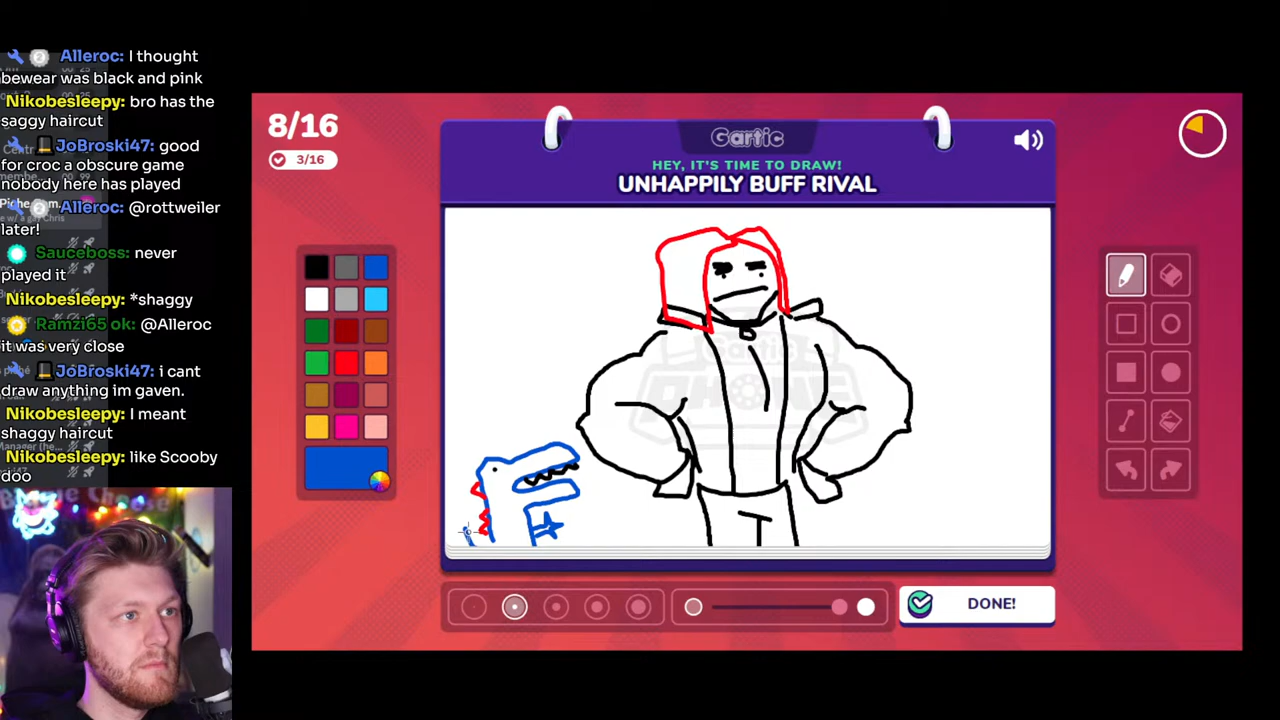 Alleroc: I thought
bewear was black and pink
Nikobesleepy: bro has the
saggy haircut
JoBroski47: good
for croc a obscure game
nobody here has played
Alleroc: @rottweiler
later!
Sauceboss: never
played it
Nikobesleepy: *shaggy
Ramzi65 ok: @Alleroc
it was very close
JoBroski47: i cant
draw anything im gaven.
Nikobesleepy: I meant
shaggy haircut
Nikobesleepy: like Scooby
doo
8/16
3/16
Gartic
HEY, IT'S TIME TO DRAW!
UNHAPPILY BUFF RIVAL
Gartic
PHONE
DONE!